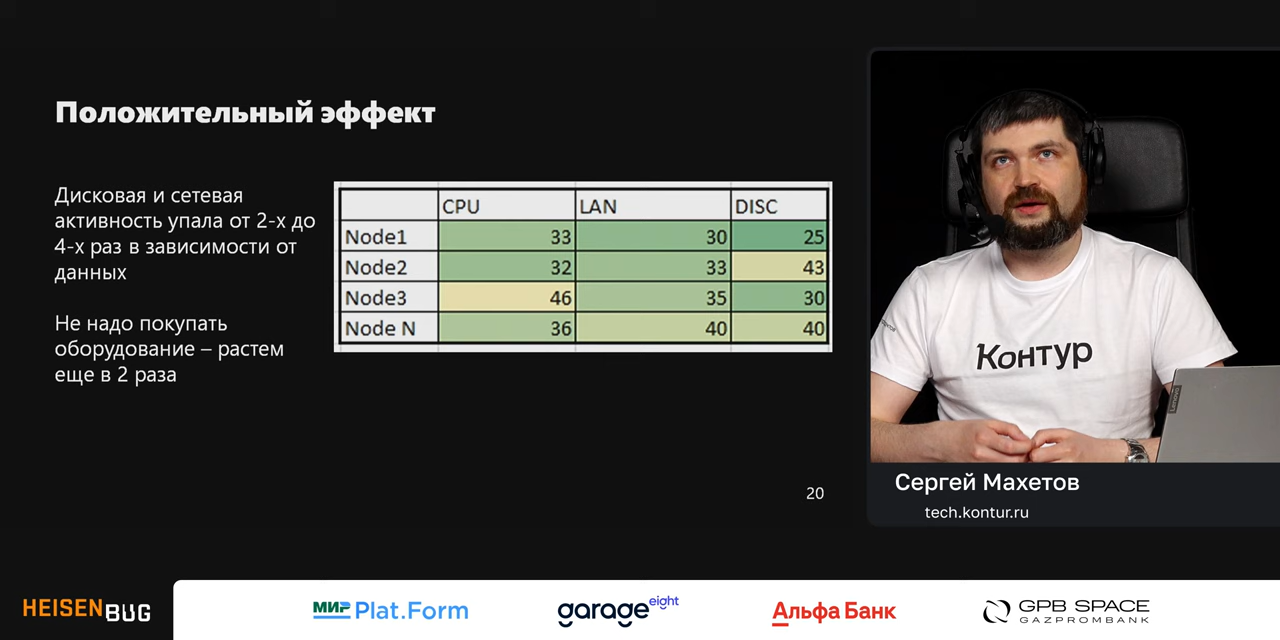 Положительный эффект
Дисковая и сетевая
активность упала от 2-х до
4-х раз в зависимости от
данных
Не надо покупать
оборудование – растем
еще в 2 раза
CPU LAN DISC
Node1 33 30 25
Node2 32 33 43
Node3 46 35 30
Node N 36 40 40
20
Контур
Lenovo
Сергей Махетов
tech.kontur.ru
HEISENBUG
МИР Plat.Form
garage eight
Альфа Банк
GPB SPACE
GAZPROMBANK